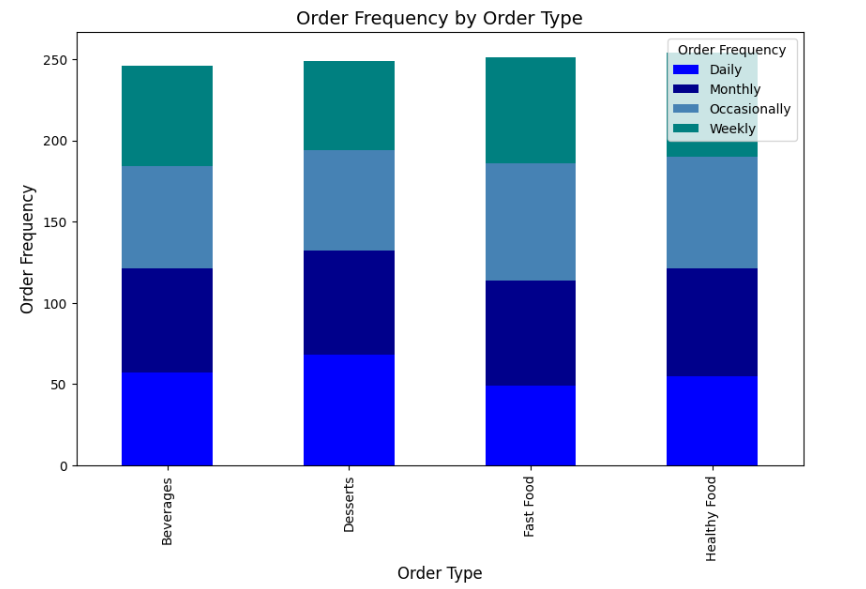 Order Frequency by Order Type
Order Frequency
250
200
150
100
50
0
Order Frequency
Daily
Monthly
Occasionally
Weekly
Beverages
Desserts
Fast Food
Healthy Food
Order Type